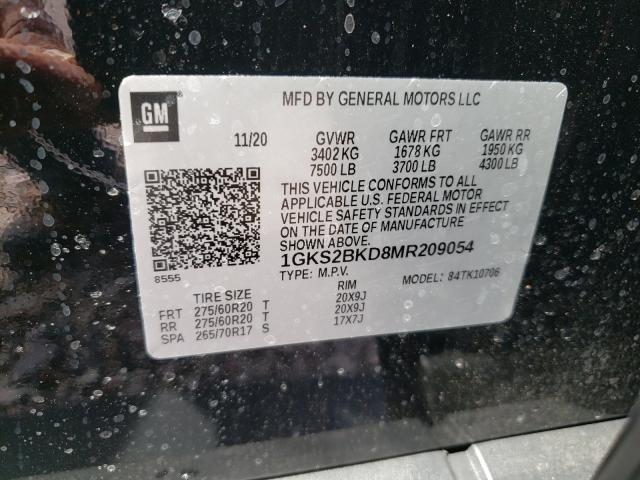 GM
MFD BY GENERAL MOTORS LLC
11/20 GVWR GAWR FRT GAWR RR
3402 KG 1678 KG 1950 KG
7500 LB 3700 LB 4300 LB
THIS VEHICLE CONFORMS TO ALL
APPLICABLE U.S. FEDERAL MOTOR
VEHICLE SAFETY STANDARDS IN EFFECT
ON THE DATE OF MANUFACTURE
SHOWN ABOVE.
8555
1GKS2BKD8MR209054
TYPE: M.P.V. MODEL: 84TK10706
TIRE SIZE RIM
FRT 275/60R20 T 20X9J
RR 275/60R20 T 20X9J
SPA 265/70R17 S 17X7J